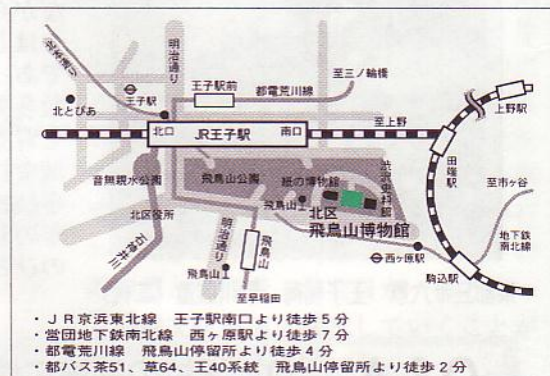 北本通り
明治通り
王子駅
王子駅前
都電荒川線
至三ノ輪橋
上野駅
北とぴあ
北口
JR王子駅
南口
至上野
田端駅
音無親水公園
飛鳥山公園
紙の博物館
渋沢史料館
至市ヶ谷
北区役所
飛鳥山
北区
飛鳥山博物館
地下鉄
南北線
石神井川
明治通り
飛鳥山
西ヶ原駅
駒込駅
飛鳥山
至早稲田
・JR京浜東北線 王子駅南口より徒歩5分
・営団地下鉄南北線 西ヶ原駅より徒歩7分
・都電荒川線 飛鳥山停留所より徒歩4分
・都バス茶51、草64、王40系統 飛鳥山停留所より徒歩2分